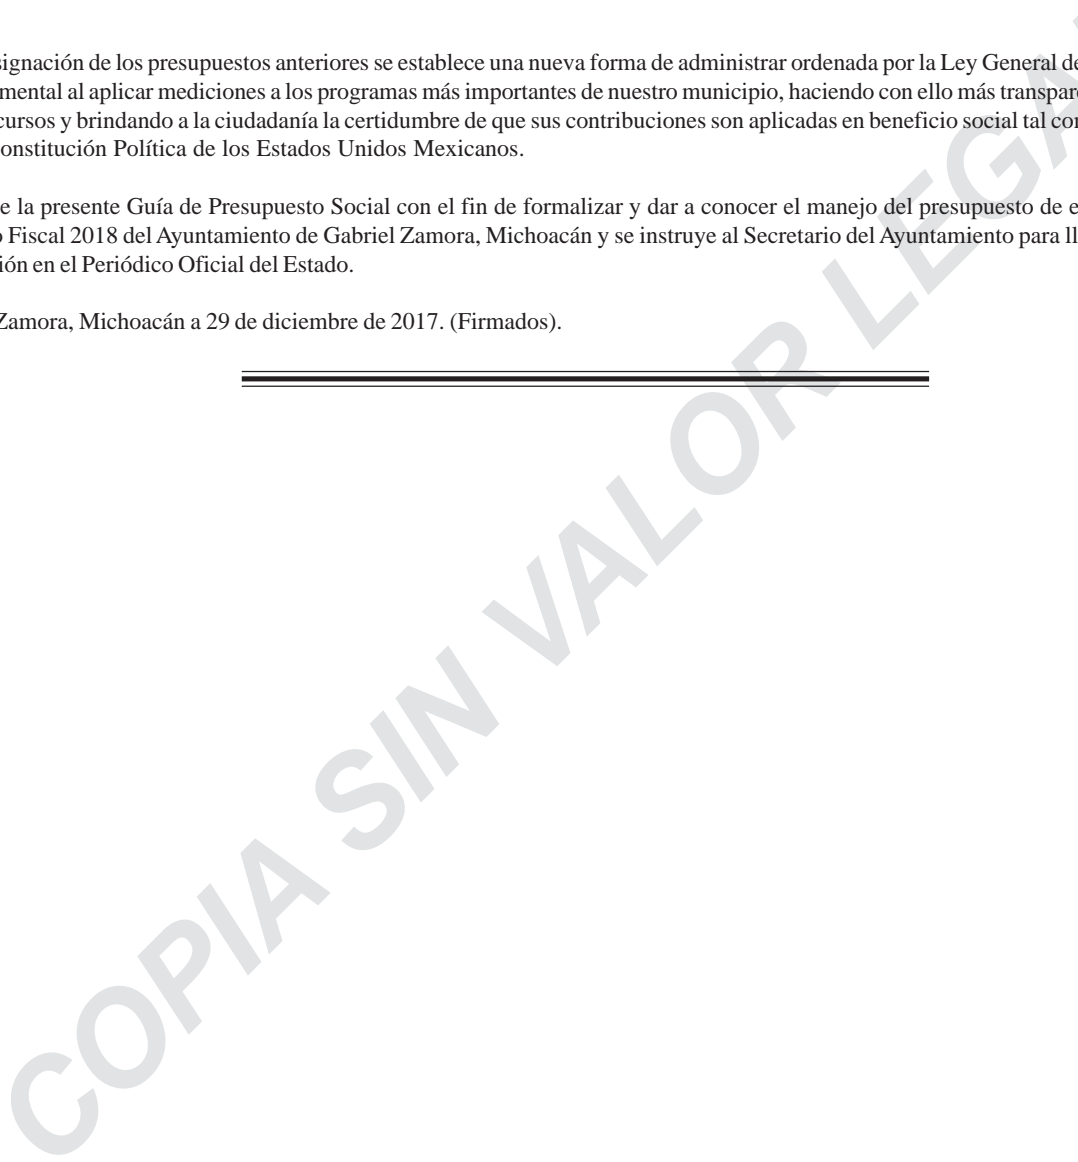 signación de los presupuestos anteriores se establece una nueva forma de administrar ordenada por la Ley General de
mental al aplicar mediciones a los programas más importantes de nuestro municipio, haciendo con ello más transpare
cursos y brindando a la ciudadanía la certidumbre de que sus contribuciones son aplicadas en beneficio social tal con
onstitución Política de los Estados Unidos Mexicanos.
e la presente Guía de Presupuesto Social con el fin de formalizar y dar a conocer el manejo del presupuesto de e
o Fiscal 2018 del Ayuntamiento de Gabriel Zamora, Michoacán y se instruye al Secretario del Ayuntamiento para ll
ión en el Periódico Oficial del Estado.
Zamora, Michoacán a 29 de diciembre de 2017. (Firmados).
COPIA SIN VALOR LEGA